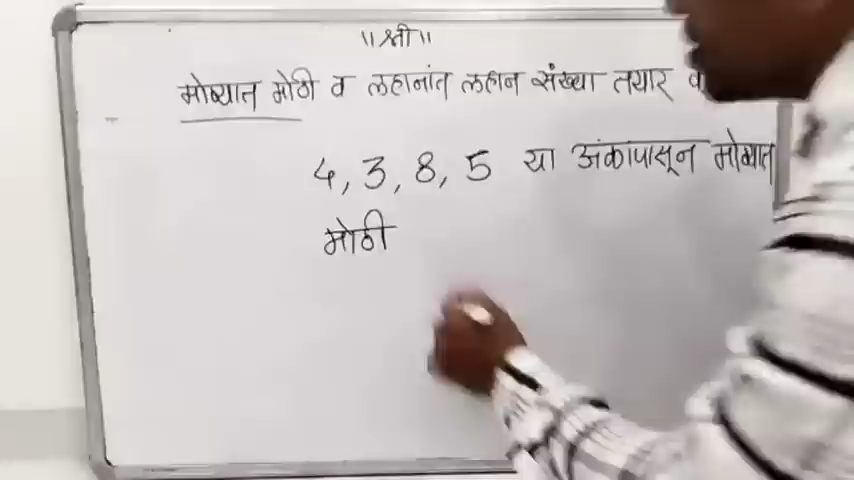 ॥ श्री ॥
मोठ्यात मोठी व लहानांत लहान संख्या तयार
4, 3, 8, 5 या अंकापासून मोठ्यात
मोठी